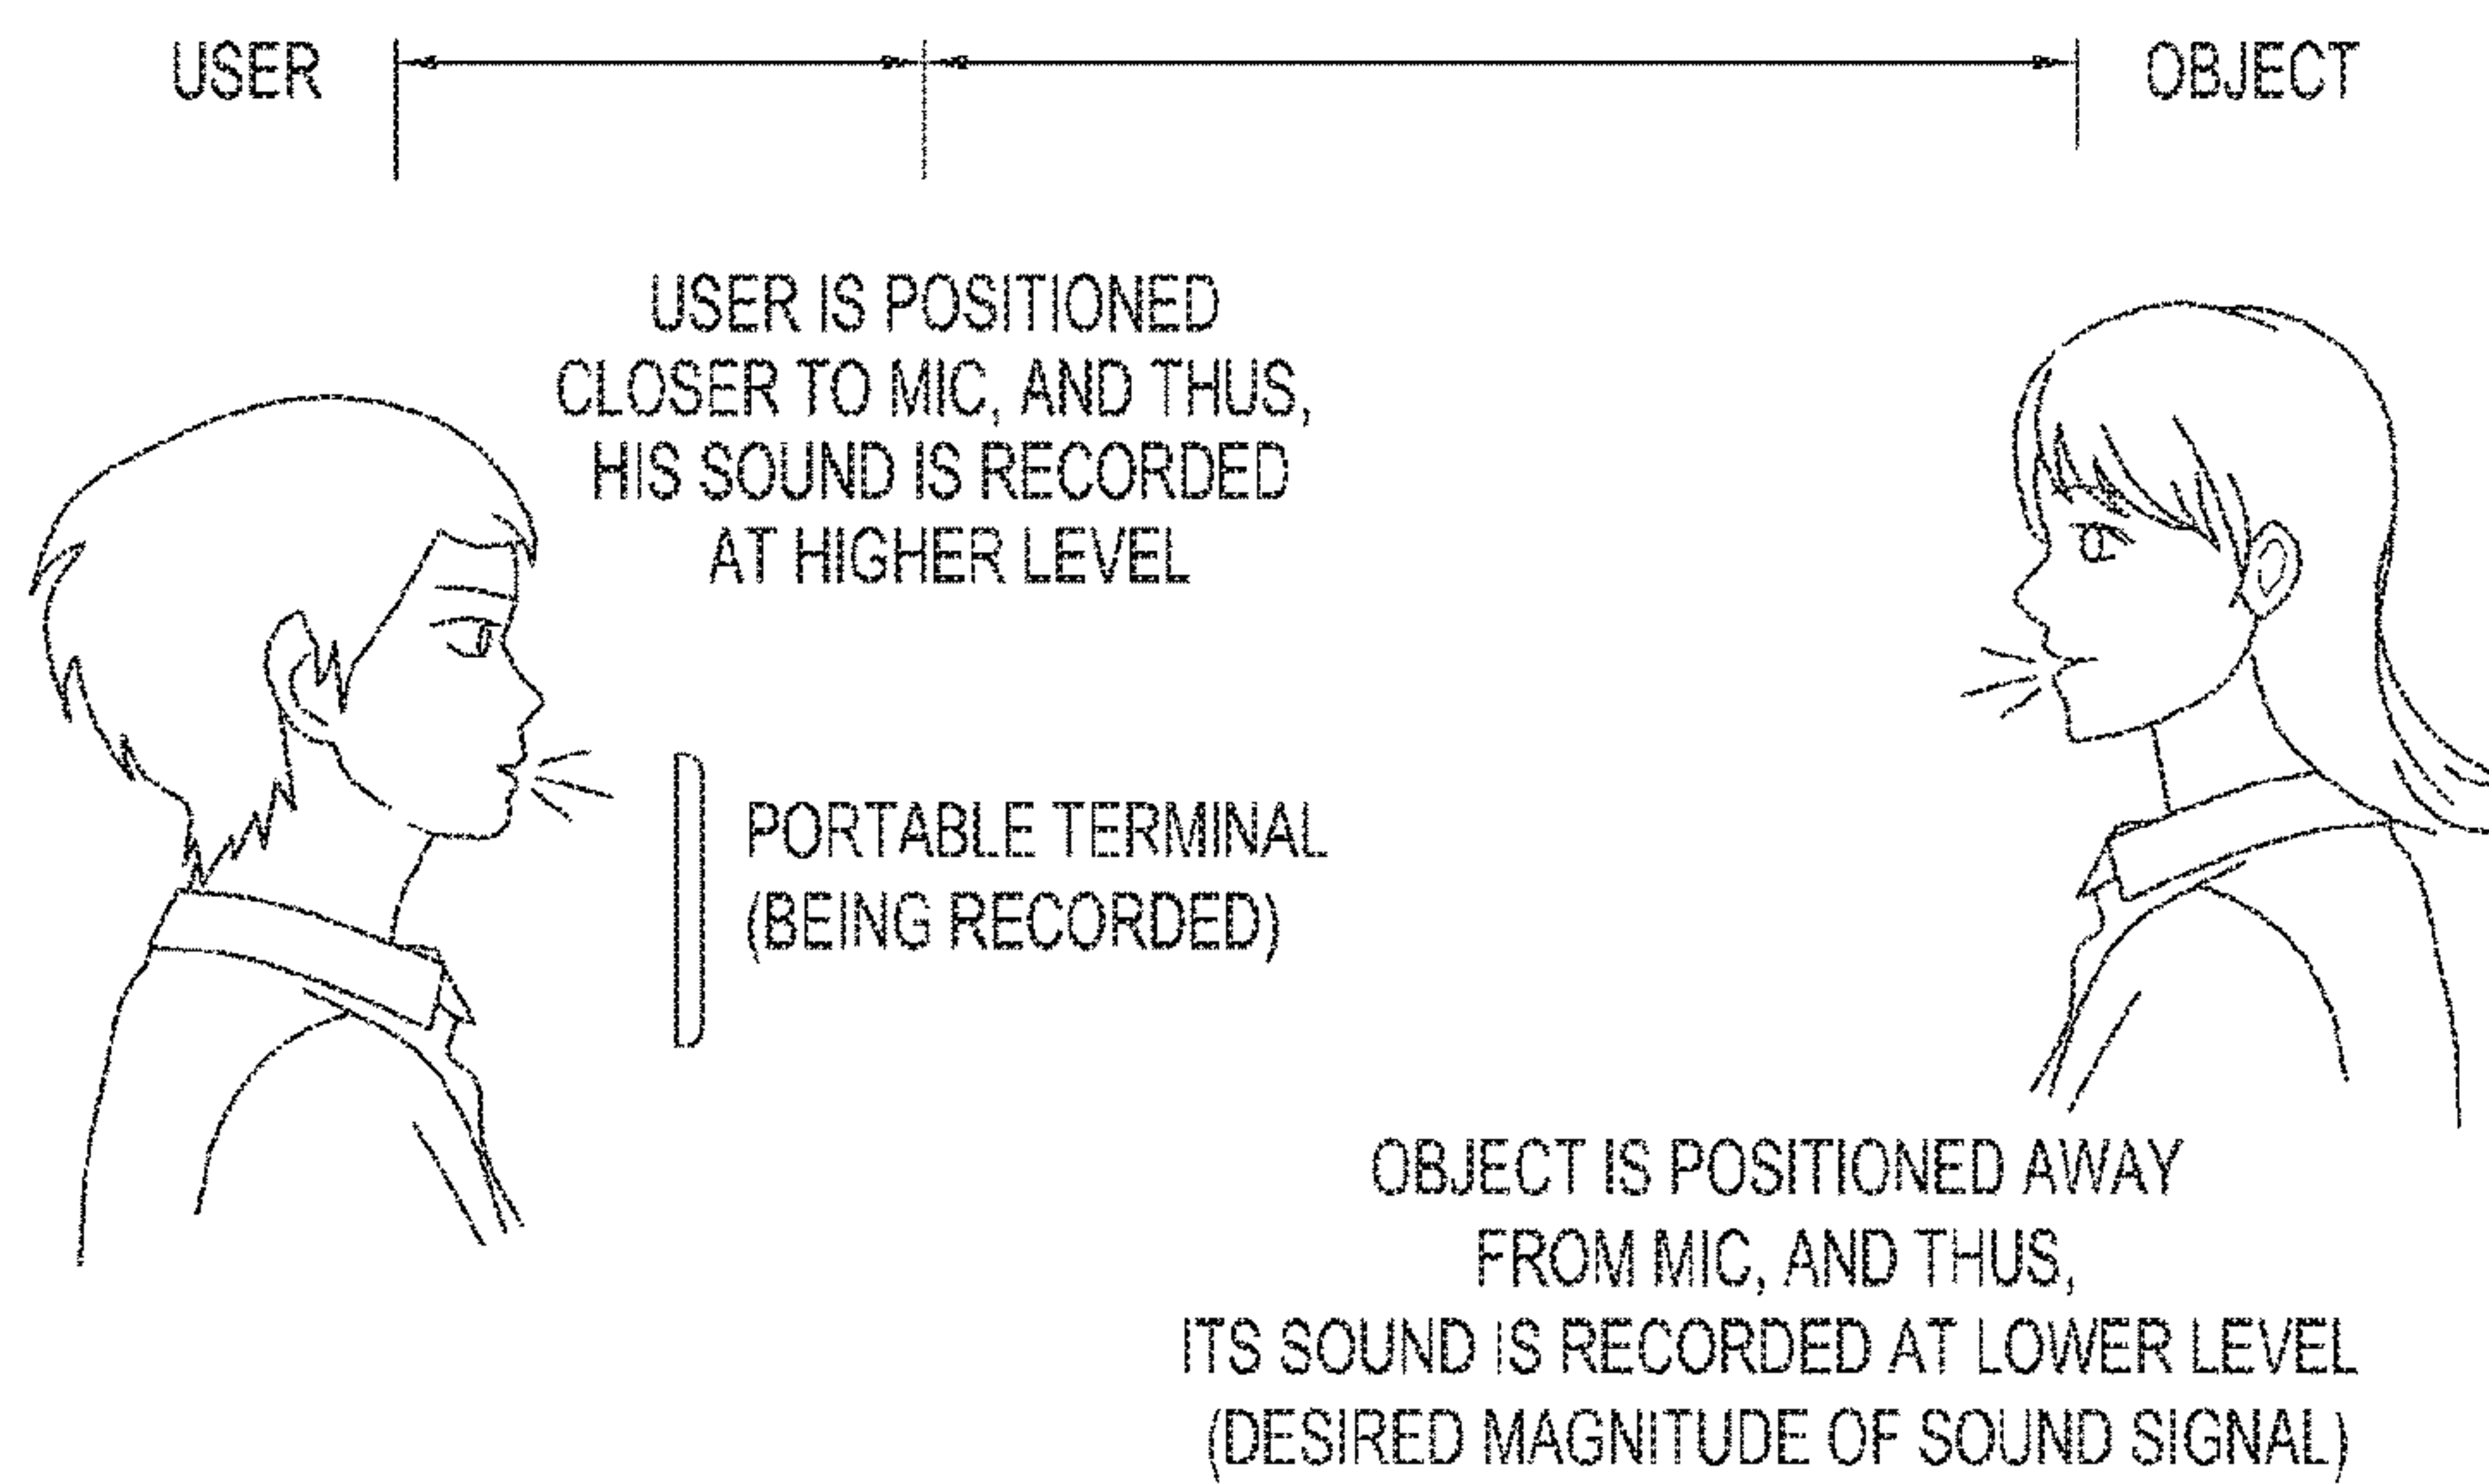 USER
OBJECT
USER IS POSITIONED
CLOSER TO MIC, AND THUS,
HIS SOUND IS RECORDED
AT HIGHER LEVEL
PORTABLE TERMINAL
(BEING RECORDED)
OBJECT IS POSITIONED AWAY
FROM MIC, AND THUS,
ITS SOUND IS RECORDED AT LOWER LEVEL
(DESIRED MAGNITUDE OF SOUND SIGNAL)